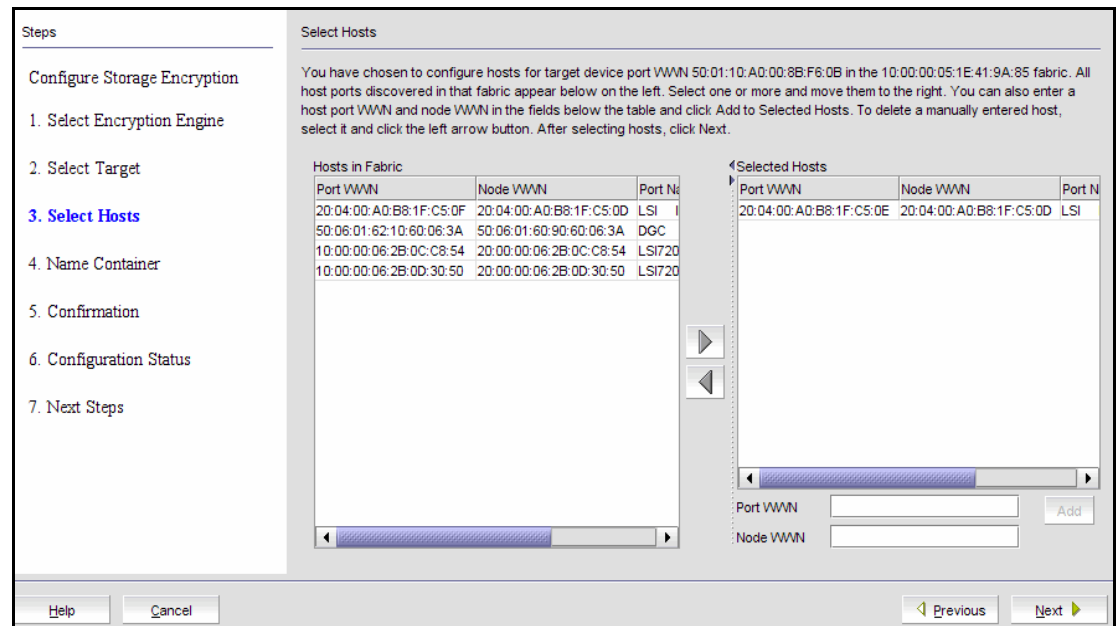 Steps
Configure Storage Encryption
1. Select Encryption Engine
2. Select Target
3. Select Hosts
4. Name Container
5. Confirmation
6. Configuration Status
7. Next Steps
Select Hosts
You have chosen to configure hosts for target device port WWN 50:01:10:A0:00:8B:F6:0B in the 10:00:00:05:1E:41:9A:85 fabric. All
host ports discovered in that fabric appear below on the left. Select one or more and move them to the right. You can also enter a
host port WWN and node WWN in the fields below the table and click Add to Selected Hosts. To delete a manually entered host,
select it and click the left arrow button. After selecting hosts, click Next.
Hosts in Fabric
Port WWN Node WWN Port Na
20:04:00:A0:B8:1F:C5:0F 20:04:00:A0:B8:1F:C5:0D LSI I
50:06:01:62:10:60:06:3A 50:06:01:60:90:60:06:3A DGC
10:00:00:06:2B:0C:C8:54 20:00:00:06:2B:0C:C8:54 LSI720
10:00:00:06:2B:0D:30:50 20:00:00:06:2B:0D:30:50 LSI720
Selected Hosts
Port WWN Node WWN Port N
20:04:00:A0:B8:1F:C5:0E 20:04:00:A0:B8:1F:C5:0D LSI
Port WWN
Add
Node WWN
Help Cancel Previous Next